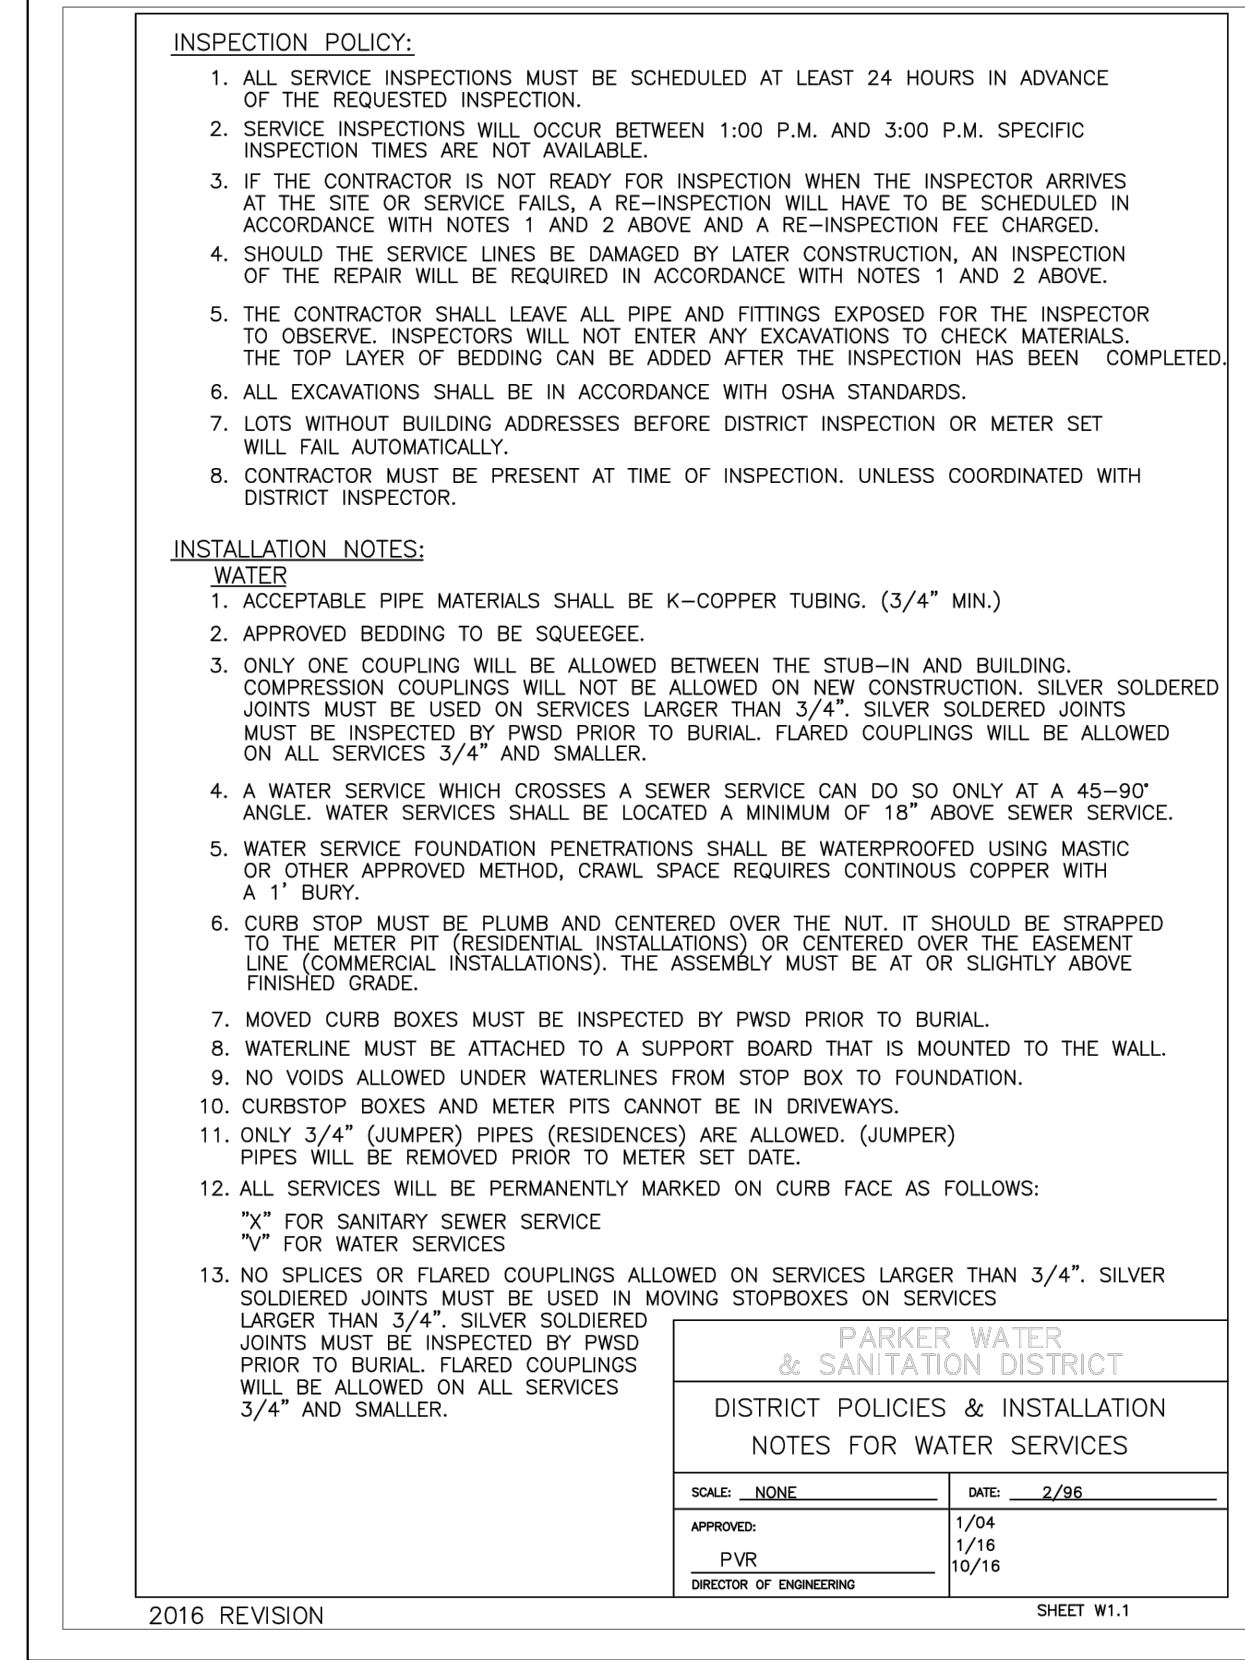 INSPECTION POLICY:
1. ALL SERVICE INSPECTIONS MUST BE SCHEDULED AT LEAST 24 HOURS IN ADVANCE
OF THE REQUESTED INSPECTION.
2. SERVICE INSPECTIONS WILL OCCUR BETWEEN 1:00 P.M. AND 3:00 P.M. SPECIFIC
INSPECTION TIMES ARE NOT AVAILABLE.
3. IF THE CONTRACTOR IS NOT READY FOR INSPECTION WHEN THE INSPECTOR ARRIVES
AT THE SITE OR SERVICE FAILS, A RE-INSPECTION WILL HAVE TO BE SCHEDULED IN
ACCORDANCE WITH NOTES 1 AND 2 ABOVE AND A RE-INSPECTION FEE CHARGED.
4. SHOULD THE SERVICE LINES BE DAMAGED BY LATER CONSTRUCTION, AN INSPECTION
OF THE REPAIR WILL BE REQUIRED IN ACCORDANCE WITH NOTES 1 AND 2 ABOVE.
5. THE CONTRACTOR SHALL LEAVE ALL PIPE AND FITTINGS EXPOSED FOR THE INSPECTOR
TO OBSERVE. INSPECTORS WILL NOT ENTER ANY EXCAVATIONS TO CHECK MATERIALS.
THE TOP LAYER OF BEDDING CAN BE ADDED AFTER THE INSPECTION HAS BEEN COMPLETED.
6. ALL EXCAVATIONS SHALL BE IN ACCORDANCE WITH OSHA STANDARDS.
7. LOTS WITHOUT BUILDING ADDRESSES BEFORE DISTRICT INSPECTION OR METER SET
WILL FAIL AUTOMATICALLY.
8. CONTRACTOR MUST BE PRESENT AT TIME OF INSPECTION. UNLESS COORDINATED WITH
DISTRICT INSPECTOR.
INSTALLATION NOTES:
WATER
1. ACCEPTABLE PIPE MATERIALS SHALL BE K-COPPER TUBING. (3/4" MIN.)
2. APPROVED BEDDING TO BE SQUEEGEE.
3. ONLY ONE COUPLING WILL BE ALLOWED BETWEEN THE STUB-IN AND BUILDING.
COMPRESSION COUPLINGS WILL NOT BE ALLOWED ON NEW CONSTRUCTION. SILVER SOLDERED
JOINTS MUST BE USED ON SERVICES LARGER THAN 3/4". SILVER SOLDERED JOINTS
MUST BE INSPECTED BY PWSD PRIOR TO BURIAL. FLARED COUPLINGS WILL BE ALLOWED
ON ALL SERVICES 3/4" AND SMALLER.
4. A WATER SERVICE WHICH CROSSES A SEWER SERVICE CAN DO SO ONLY AT A 45-90°
ANGLE. WATER SERVICES SHALL BE LOCATED A MINIMUM OF 18" ABOVE SEWER SERVICE.
5. WATER SERVICE FOUNDATION PENETRATIONS SHALL BE WATERPROOFED USING MASTIC
OR OTHER APPROVED METHOD, CRAWL SPACE REQUIRES CONTINOUS COPPER WITH
A 1' BURY.
6. CURB STOP MUST BE PLUMB AND CENTERED OVER THE NUT. IT SHOULD BE STRAPPED
TO THE METER PIT (RESIDENTIAL INSTALLATIONS) OR CENTERED OVER THE EASEMENT
LINE (COMMERCIAL INSTALLATIONS). THE ASSEMBLY MUST BE AT OR SLIGHTLY ABOVE
FINISHED GRADE.
7. MOVED CURB BOXES MUST BE INSPECTED BY PWSD PRIOR TO BURIAL.
8. WATERLINE MUST BE ATTACHED TO A SUPPORT BOARD THAT IS MOUNTED TO THE WALL.
9. NO VOIDS ALLOWED UNDER WATERLINES FROM STOP BOX TO FOUNDATION.
10. CURBSTOP BOXES AND METER PITS CANNOT BE IN DRIVEWAYS.
11. ONLY 3/4" (JUMPER) PIPES (RESIDENCES) ARE ALLOWED. (JUMPER)
PIPES WILL BE REMOVED PRIOR TO METER SET DATE.
12. ALL SERVICES WILL BE PERMANENTLY MARKED ON CURB FACE AS FOLLOWS:
"X" FOR SANITARY SEWER SERVICE
"V" FOR WATER SERVICES
13. NO SPLICES OR FLARED COUPLINGS ALLOWED ON SERVICES LARGER THAN 3/4". SILVER
SOLDIERED JOINTS MUST BE USED IN MOVING STOPBOXES ON SERVICES
LARGER THAN 3/4". SILVER SOLDIERED
JOINTS MUST BE INSPECTED BY PWSD
PRIOR TO BURIAL. FLARED COUPLINGS
WILL BE ALLOWED ON ALL SERVICES
3/4" AND SMALLER.
PARKER WATER
& SANITATION DISTRICT
DISTRICT POLICIES & INSTALLATION
NOTES FOR WATER SERVICES
SCALE: NONE
DATE: 2/96
APPROVED:
PVR
DIRECTOR OF ENGINEERING
1/04
1/16
10/16
2016 REVISION
SHEET W1.1